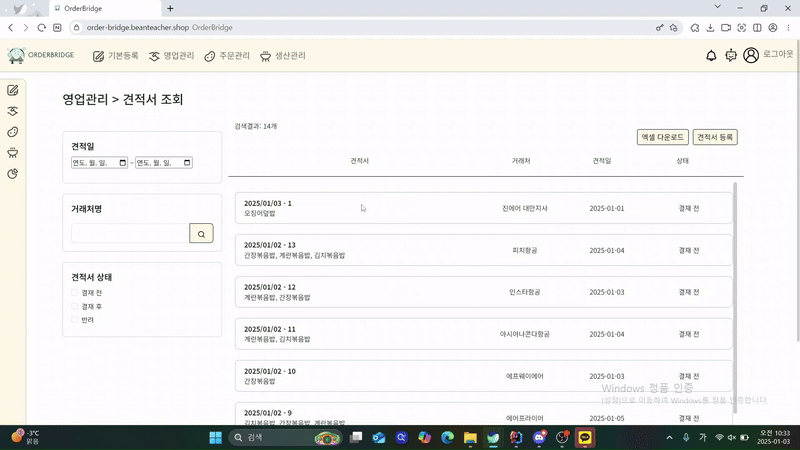 OrderBridge
order-bridge.beanteacher.shop OrderBridge
ORDERBRIDGE
기본등록
영업관리
주문관리
생산관리
로그아웃
영업관리 > 견적서 조회
견적일
연도. 월. 일. ~ 연도. 월. 일.
거래처명
견적서 상태
결재 전
결재 후
반려
검색결과: 14개
엑셀 다운로드
견적서 등록
견적서 거래처 견적일 상태
2025/01/03 - 1
오징어덮밥
진에어 대만지사 2025-01-01 결재 전
2025/01/02 - 13
간장볶음밥, 계란볶음밥, 김치볶음밥
피치항공 2025-01-04 결재 전
2025/01/02 - 12
계란볶음밥, 간장볶음밥
인스타항공 2025-01-03 결재 전
2025/01/02 - 11
계란볶음밥, 김치볶음밥
아시아나콘다항공 2025-01-04 결재 전
2025/01/02 - 10
간장볶음밥
에프웨이에어 2025-01-03 결재 전
2025/01/02 - 9
김치볶음밥, 간장볶음밥, 계란볶음밥
에어프라이어 2025-01-05 결재 전
Windows 정품 인증
[설정]으로 이동하여 Windows를 정품 인증합니다.
-3°C
맑음
검색
가
오전 10:33
2025-01-03